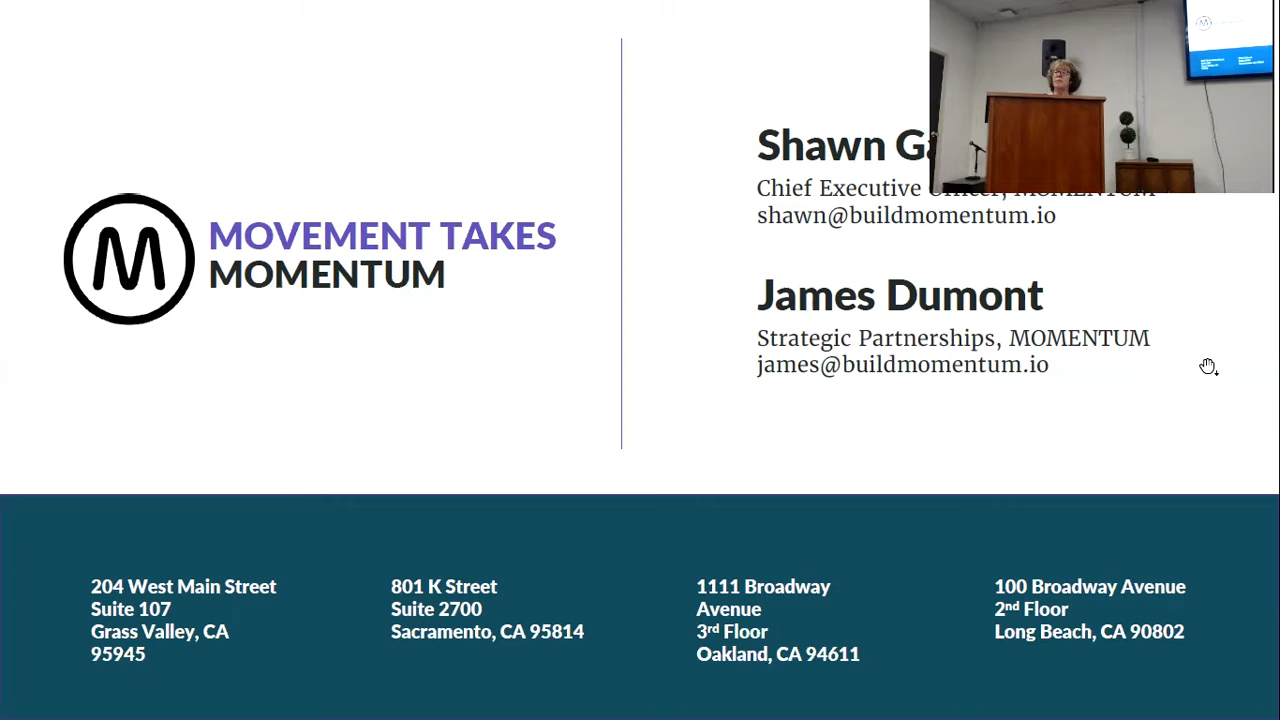 M
MOVEMENT TAKES
MOMENTUM
Shawn
Chief Executive Officer, MOMENTUM
shawn@buildmomentum.io
James Dumont
Strategic Partnerships, MOMENTUM
james@buildmomentum.io
204 West Main Street
Suite 107
Grass Valley, CA
95945
801 K Street
Suite 2700
Sacramento, CA 95814
1111 Broadway
Avenue
3rd Floor
Oakland, CA 94611
100 Broadway Avenue
2nd Floor
Long Beach, CA 90802